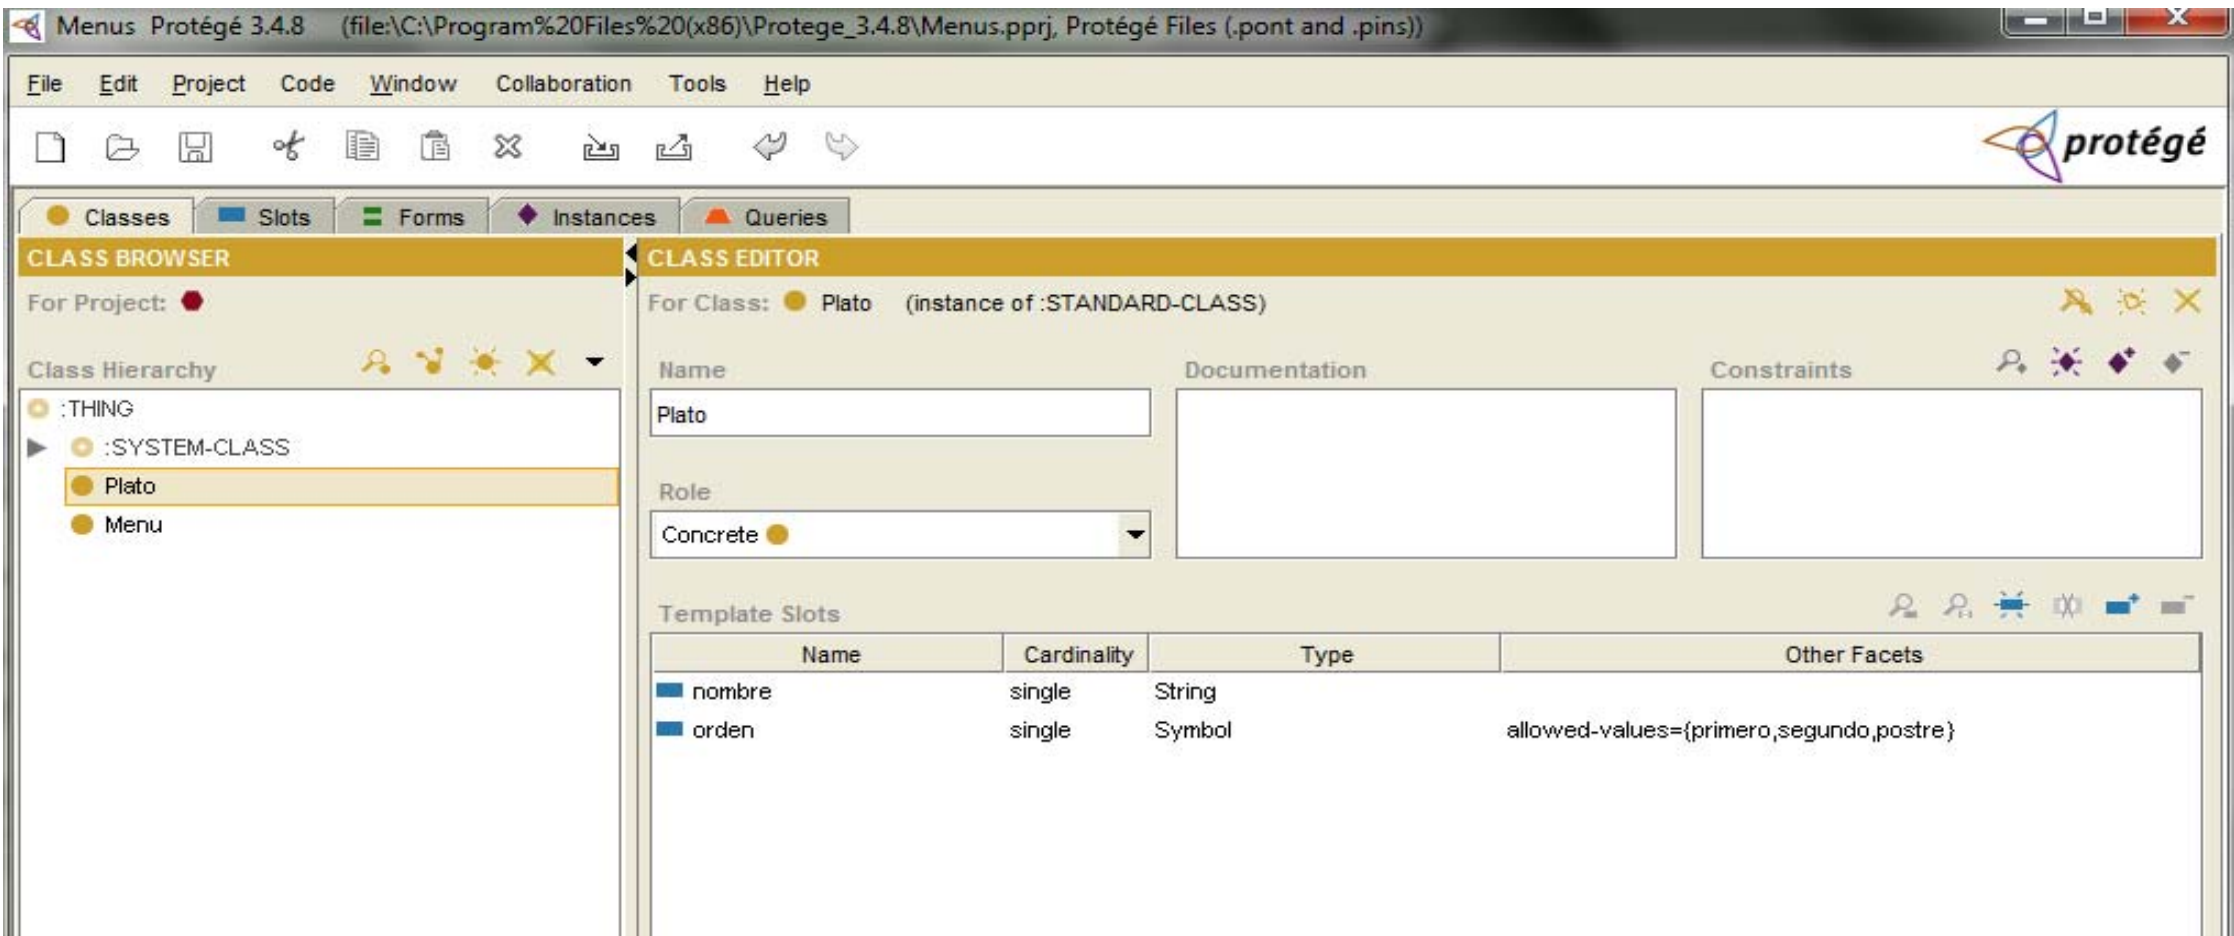 Menus Protégé 3.4.8 (file:\C:\Program%20Files%20(x86)\Protege_3.4.8\Menus.pprj, Protégé Files (.pont and .pins))
File Edit Project Code Window Collaboration Tools Help
protégé
Classes Slots Forms Instances Queries
CLASS BROWSER
For Project:
Class Hierarchy
:THING
:SYSTEM-CLASS
Plato
Menu
CLASS EDITOR
For Class: Plato (instance of :STANDARD-CLASS)
Name
Plato
Role
Concrete
Documentation
Constraints
Template Slots
Name Cardinality Type Other Facets
nombre single String
orden single Symbol allowed-values={primero,segundo,postre}